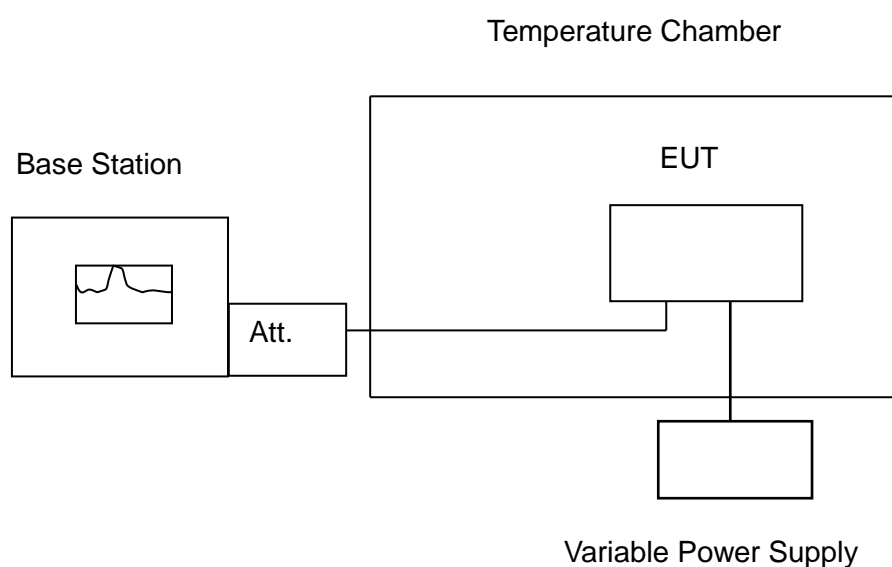 Temperature Chamber
Base Station
EUT
Att.
Variable Power Supply